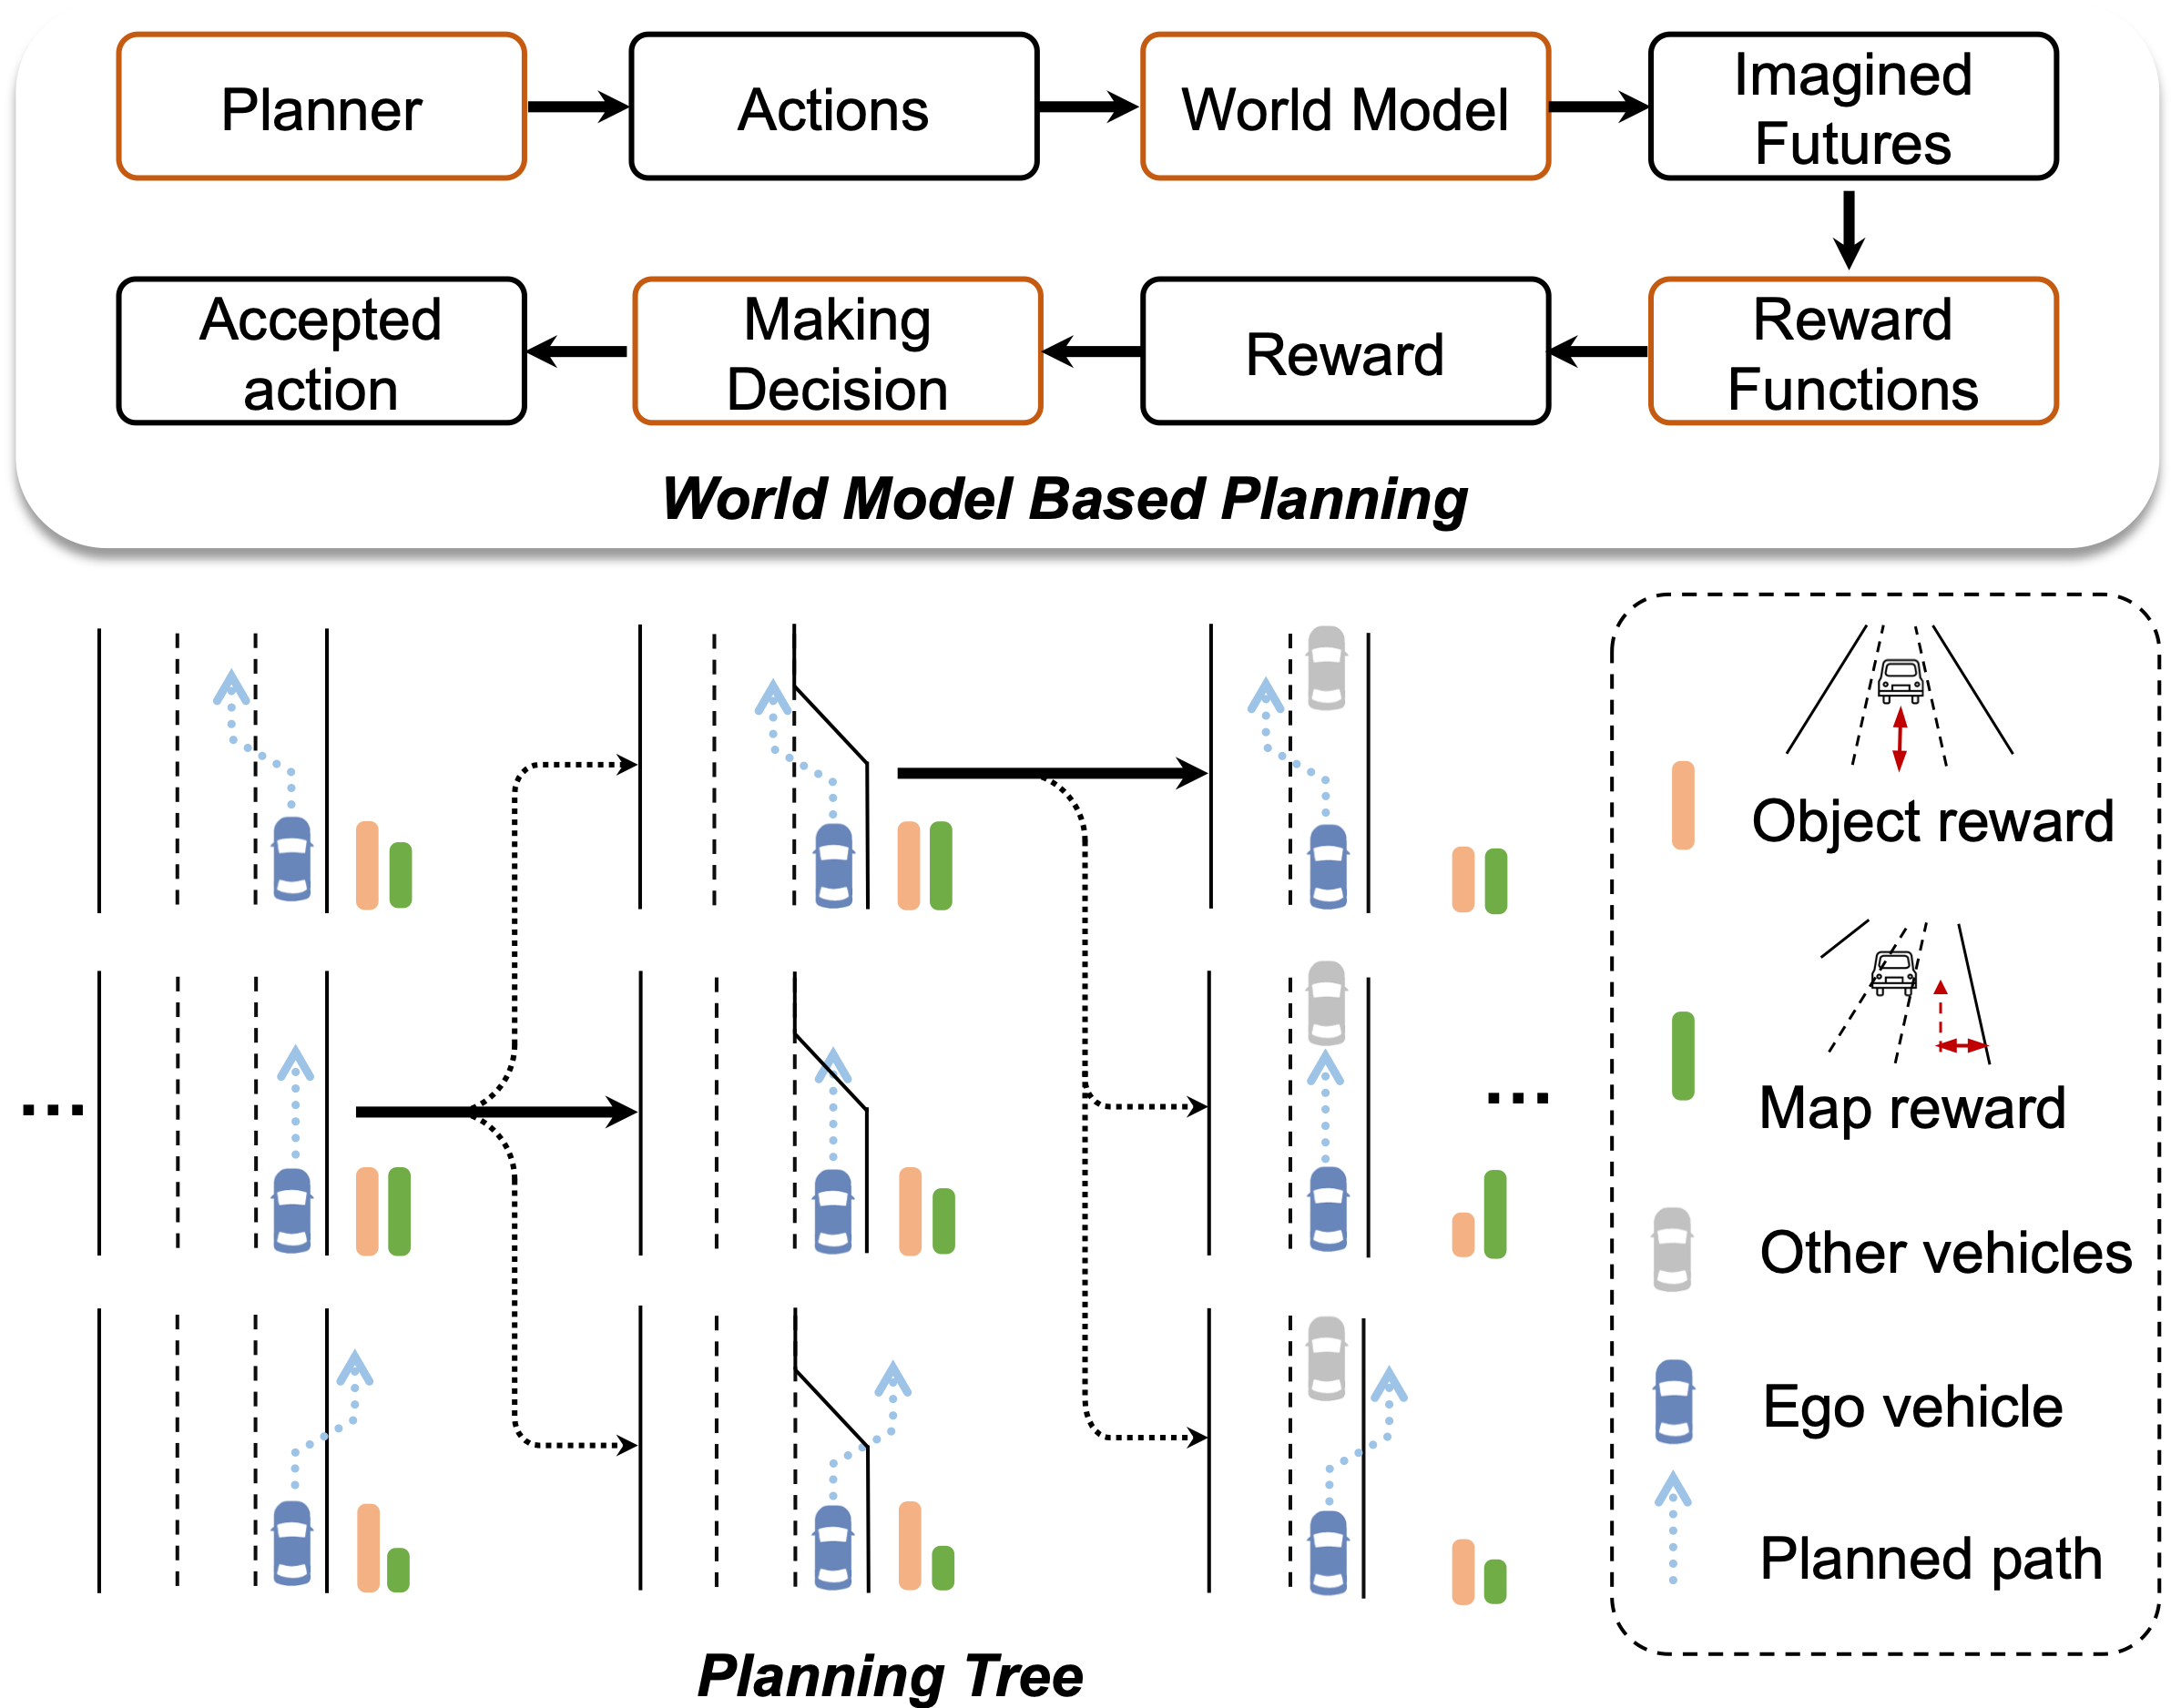 Planner
Actions
World Model
Imagined
Futures
Accepted
action
Making
Decision
Reward
Reward
Functions
World Model Based Planning
Object reward
Map reward
Other vehicles
Ego vehicle
Planned path
...
...
Planning Tree